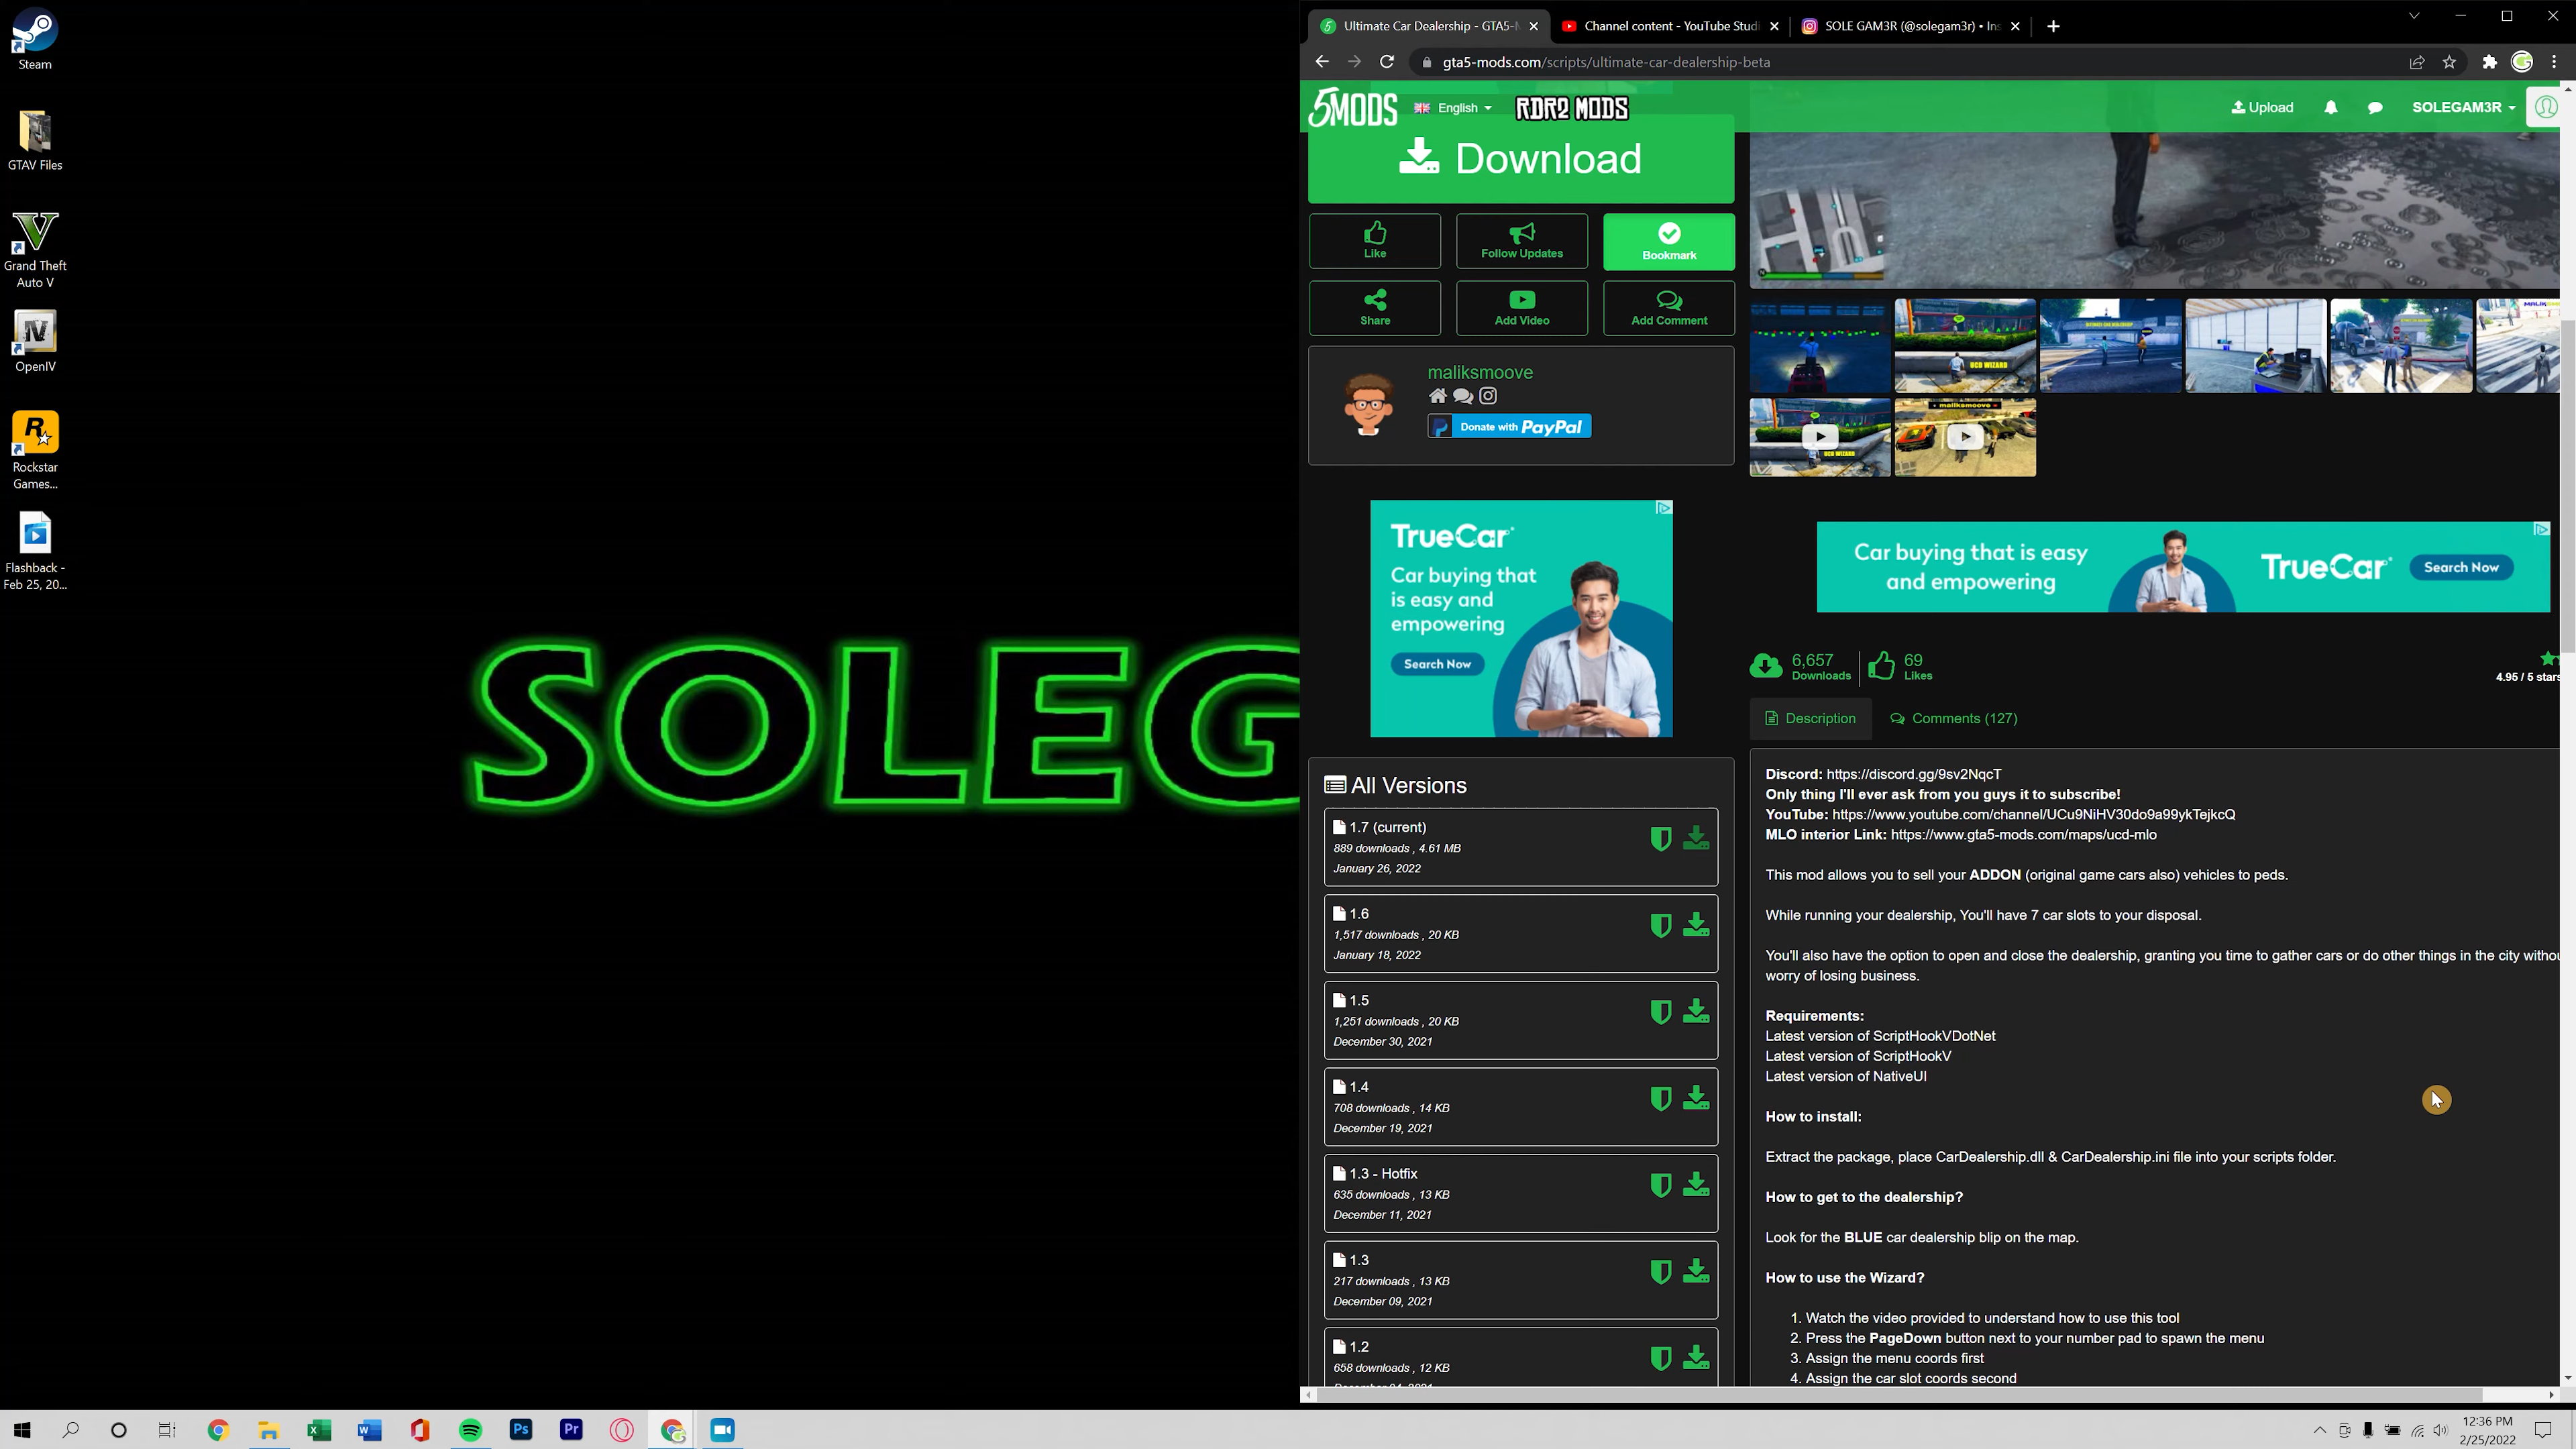 Steam
GTAV Files
Grand Theft
Auto V
OpenIV
Rockstar
Games...
Flashback -
Feb 25, 20...
SOLEG
Ultimate Car Dealership - GTA5-M
Channel content - YouTube Studi
SOLE GAM3R (@solegam3r) • Ins
gta5-mods.com/scripts/ultimate-car-dealership-beta
5MODS
English
RDR2 MODS
Upload
SOLEGAM3R
Download
Like
Follow Updates
Bookmark
Share
Add Video
Add Comment
maliksmoove
Donate with PayPal
UCD WIZARD
ULTIMATE CAR DEALERSHIP
UCD WIZARD
maliksmoove
TrueCar
Car buying that
is easy and
empowering
Search Now
Car buying that is easy
and empowering
TrueCar
Search Now
6,657
Downloads
69
Likes
4.95 / 5 stars
Description
Comments (127)
All Versions
1.7 (current)
889 downloads , 4.61 MB
January 26, 2022
1.6
1,517 downloads , 20 KB
January 18, 2022
1.5
1,251 downloads , 20 KB
December 30, 2021
1.4
708 downloads , 14 KB
December 19, 2021
1.3 - Hotfix
635 downloads , 13 KB
December 11, 2021
1.3
217 downloads , 13 KB
December 09, 2021
1.2
658 downloads , 12 KB
Discord: https://discord.gg/9sv2NqcT
Only thing I'll ever ask from you guys it to subscribe!
YouTube: https://www.youtube.com/channel/UCu9NiHV30do9a99ykTejkcQ
MLO interior Link: https://www.gta5-mods.com/maps/ucd-mlo
This mod allows you to sell your ADDON (original game cars also) vehicles to peds.
While running your dealership, You'll have 7 car slots to your disposal.
You'll also have the option to open and close the dealership, granting you time to gather cars or do other things in the city withou
worry of losing business.
Requirements:
Latest version of ScriptHookVDotNet
Latest version of ScriptHookV
Latest version of NativeUI
How to install:
Extract the package, place CarDealership.dll & CarDealership.ini file into your scripts folder.
How to get to the dealership?
Look for the BLUE car dealership blip on the map.
How to use the Wizard?
1. Watch the video provided to understand how to use this tool
2. Press the PageDown button next to your number pad to spawn the menu
3. Assign the menu coords first
4. Assign the car slot coords second
12:36 PM
2/25/2022